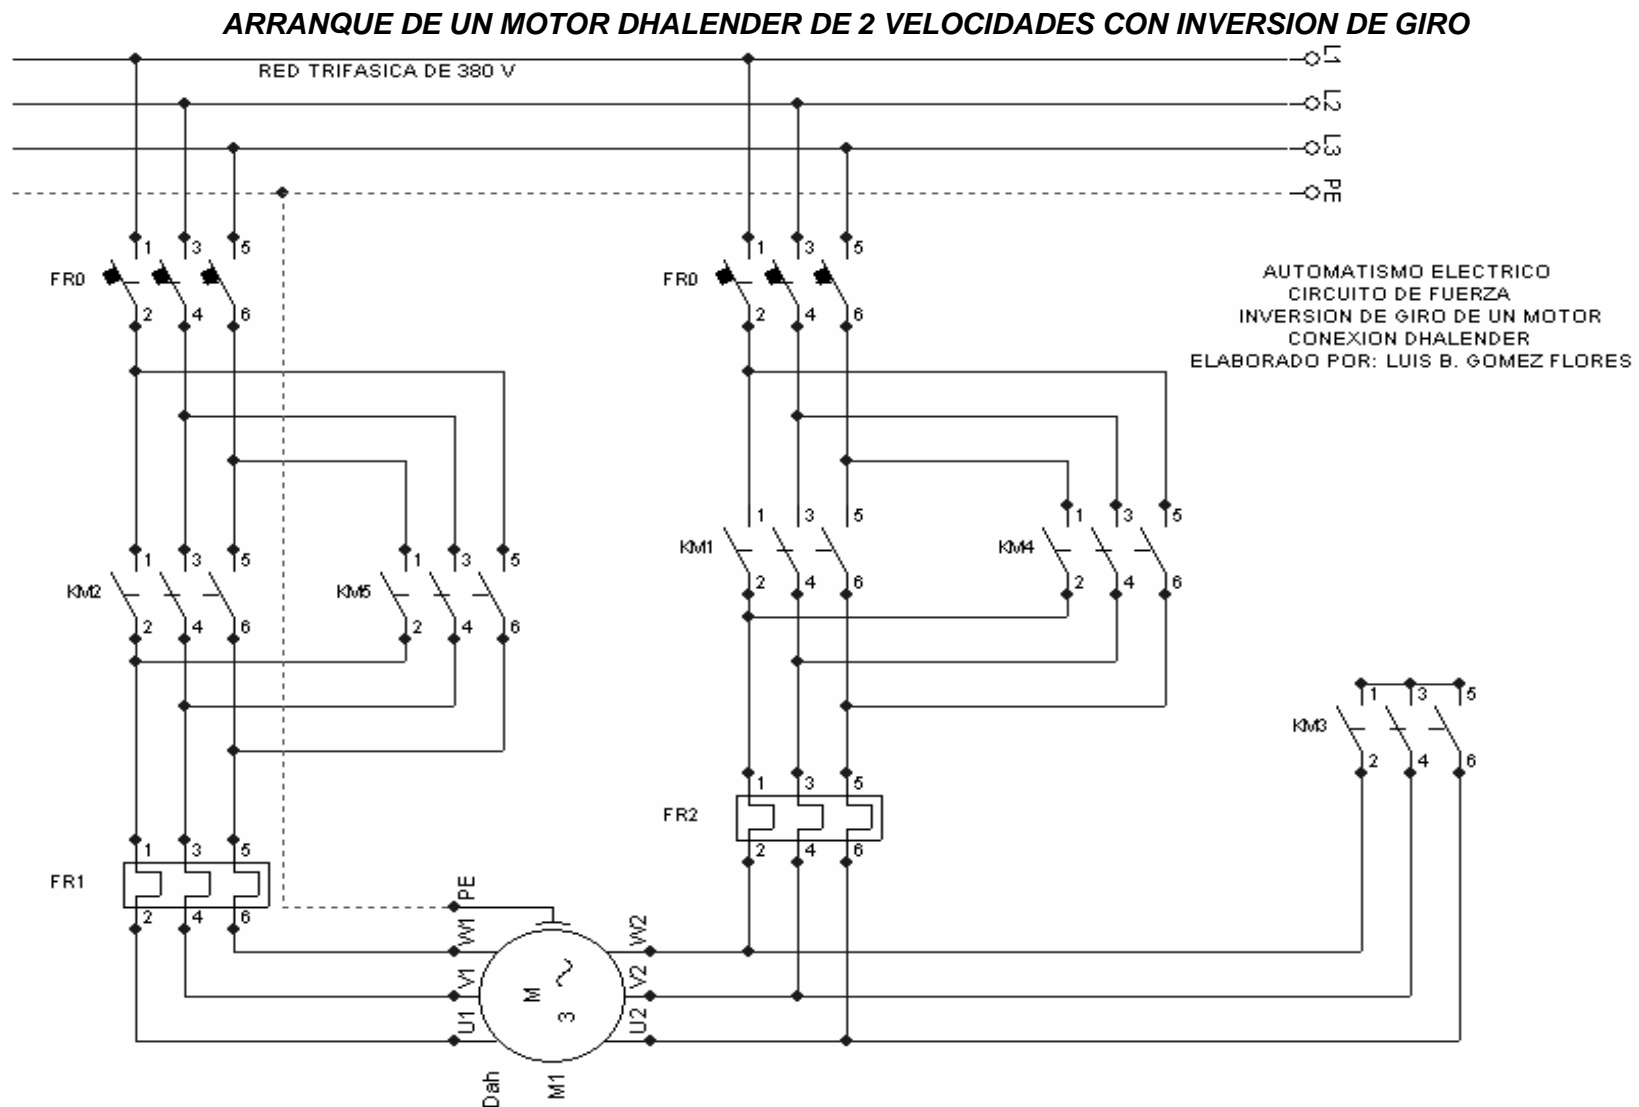 ARRANQUE DE UN MOTOR DHALENDER DE 2 VELOCIDADES CON INVERSION DE GIRO
RED TRIFASICA DE 380 V
L1
L2
L3
PE
1 3 5
FR0
2 4 6
1 3 5
FR0
2 4 6
AUTOMATISMO ELECTRICO
CIRCUITO DE FUERZA
INVERSION DE GIRO DE UN MOTOR
CONEXION DHALENDER
ELABORADO POR: LUIS B. GOMEZ FLORES
1 3 5
KM1
2 4 6
1 3 5
KM4
2 4 6
1 3 5
KM2
2 4 6
1 3 5
KM5
2 4 6
1 3 5
KM3
2 4 6
1 3 5
FR2
2 4 6
1 3 5
FR1
2 4 6
PE
W1
V1
U1
M
3
W2
V2
U2
Dah
M1